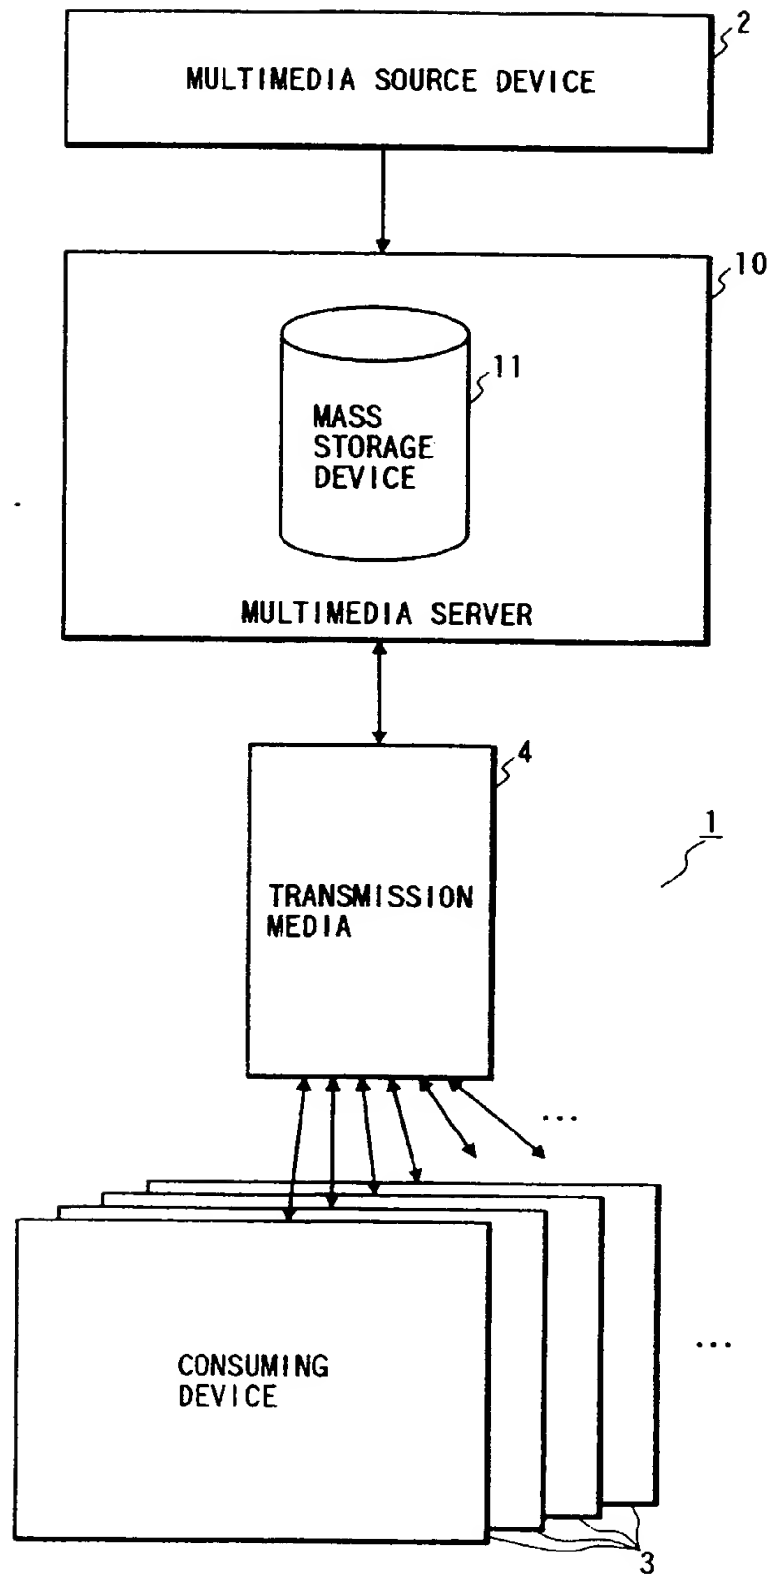 2
MULTIMEDIA SOURCE DEVICE
10
11
MASS
STORAGE
DEVICE
MULTIMEDIA SERVER
4
1
TRANSMISSION
MEDIA
...
...
CONSUMING
DEVICE
3